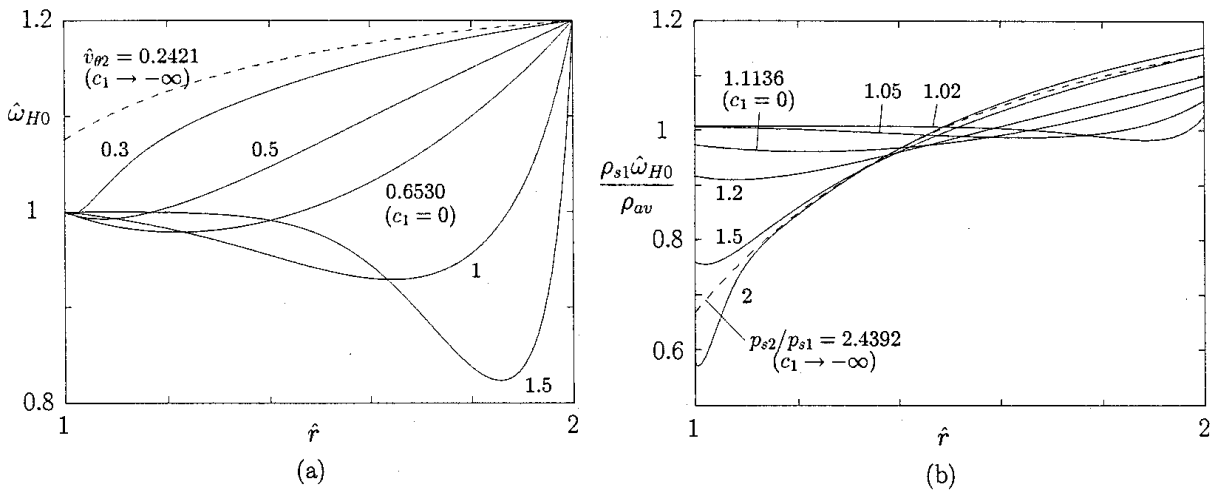 1.2
v̂θ2 = 0.2421
(c1 → −∞)
ω̂H0
0.3
0.5
0.6530
(c1 = 0)
1
1
1.5
0.8
1
r̂
2
(a)
1.2
1.1136
(c1 = 0)
1.05
1.02
1
ρs1ω̂H0
ρav
1.2
1.5
0.8
2
ps2/ps1 = 2.4392
(c1 → −∞)
0.6
1
r̂
2
(b)